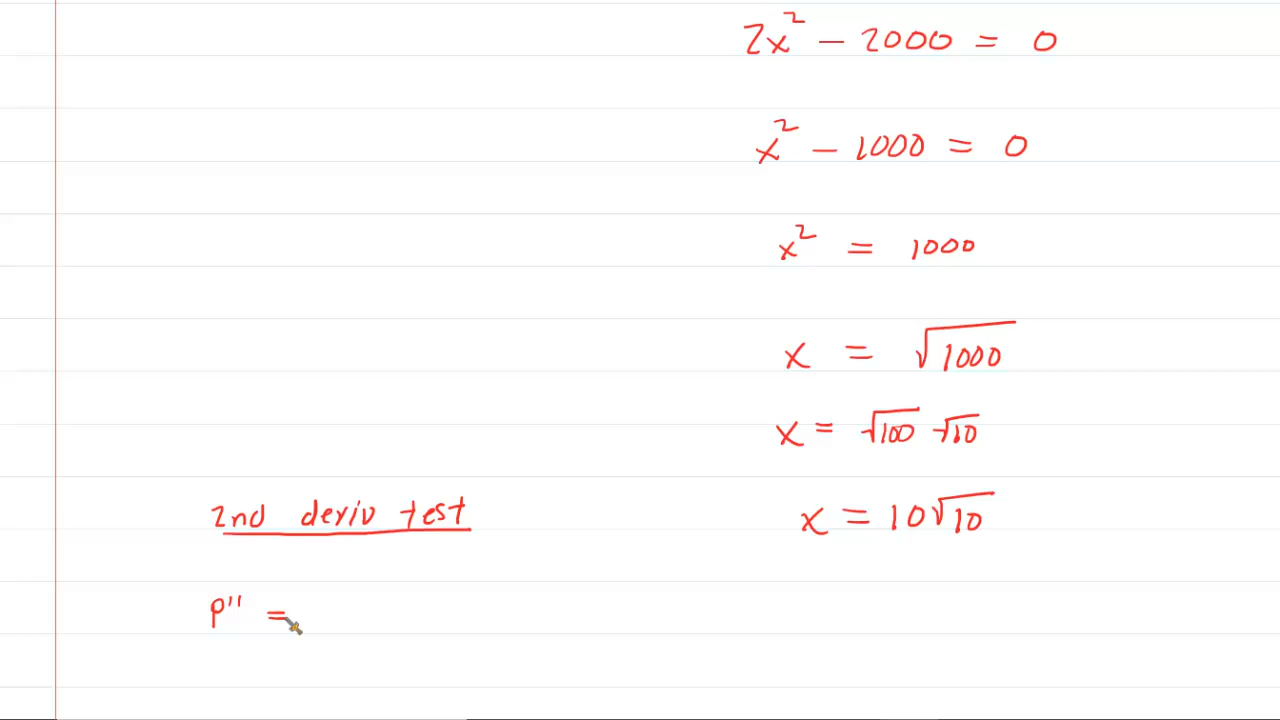 2x² − 2000 = 0
x² − 1000 = 0
x² = 1000
x = √1000
x = √100 √10
x = 10√10
2nd deriv test
P'' =